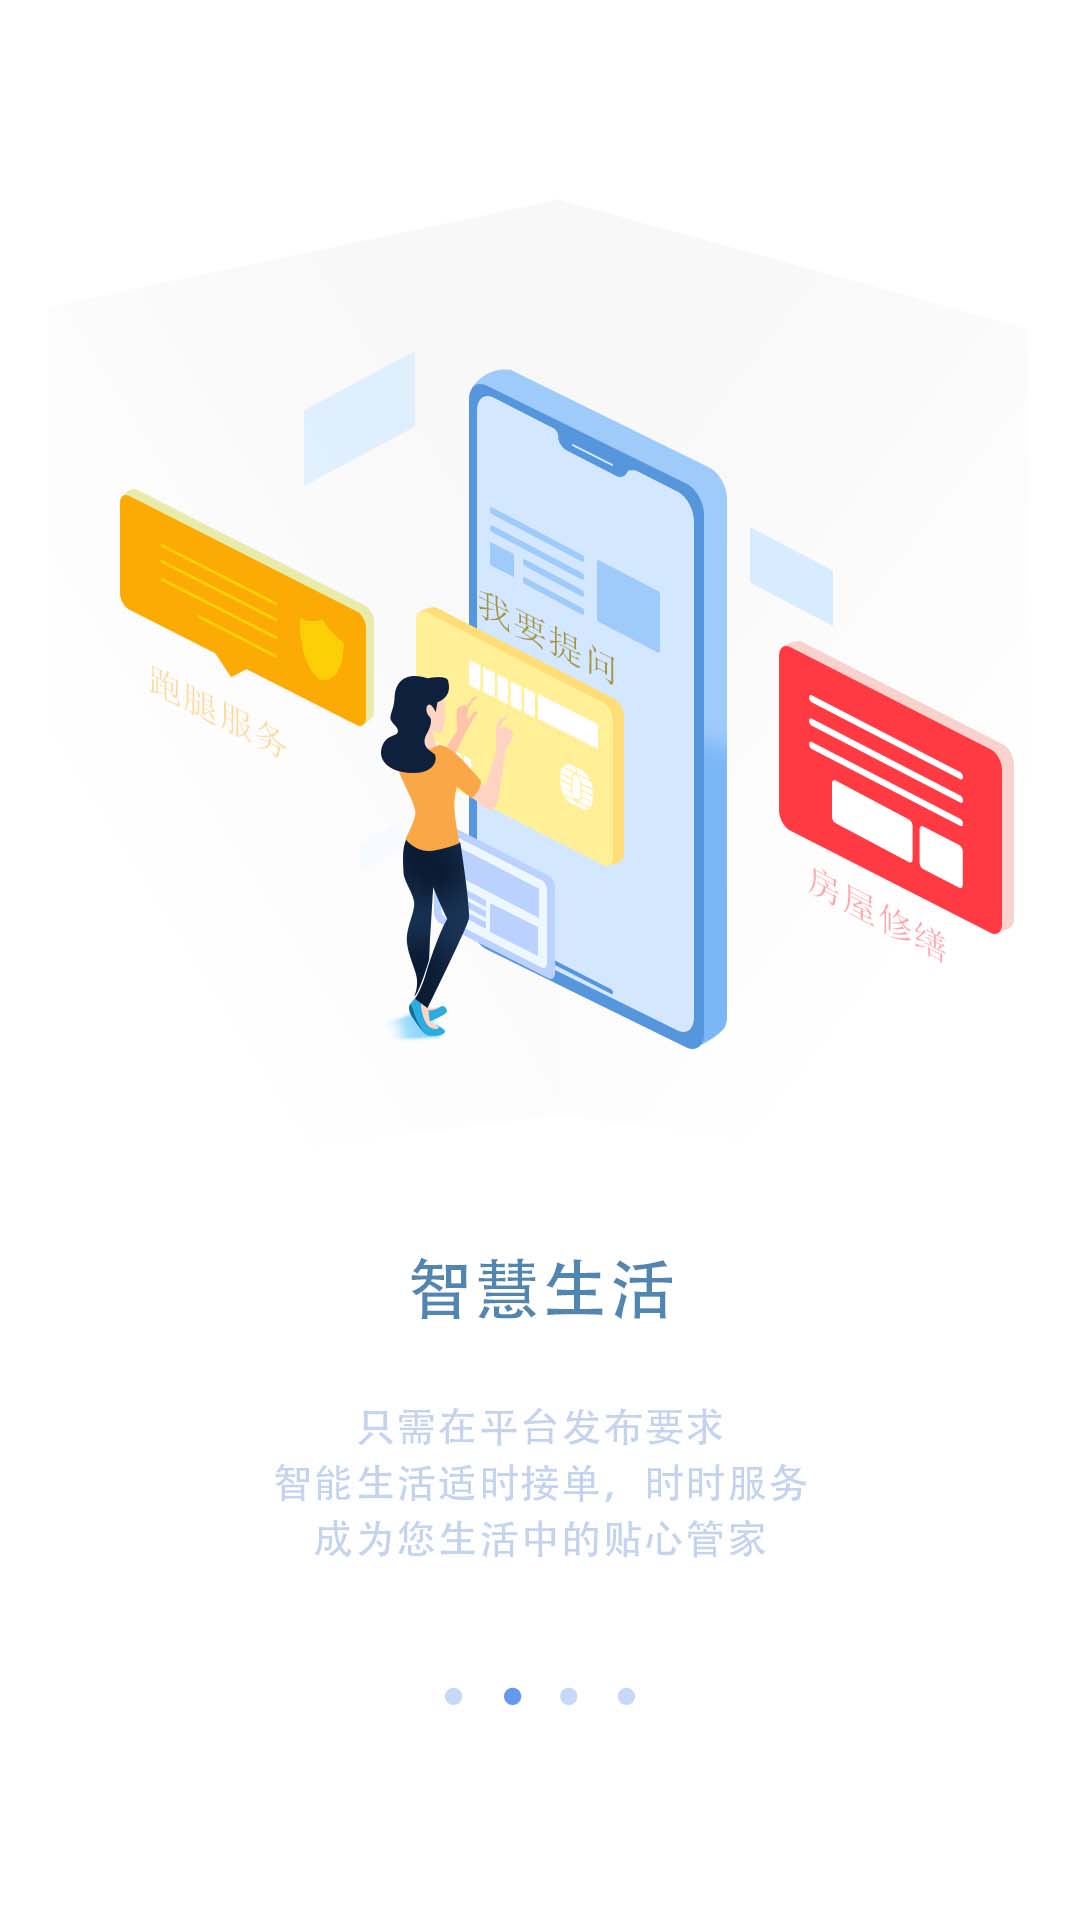 我要提问
跑腿服务
房屋修缮
智慧生活
只需在平台发布要求
智能生活适时接单，时时服务
成为您生活中的贴心管家